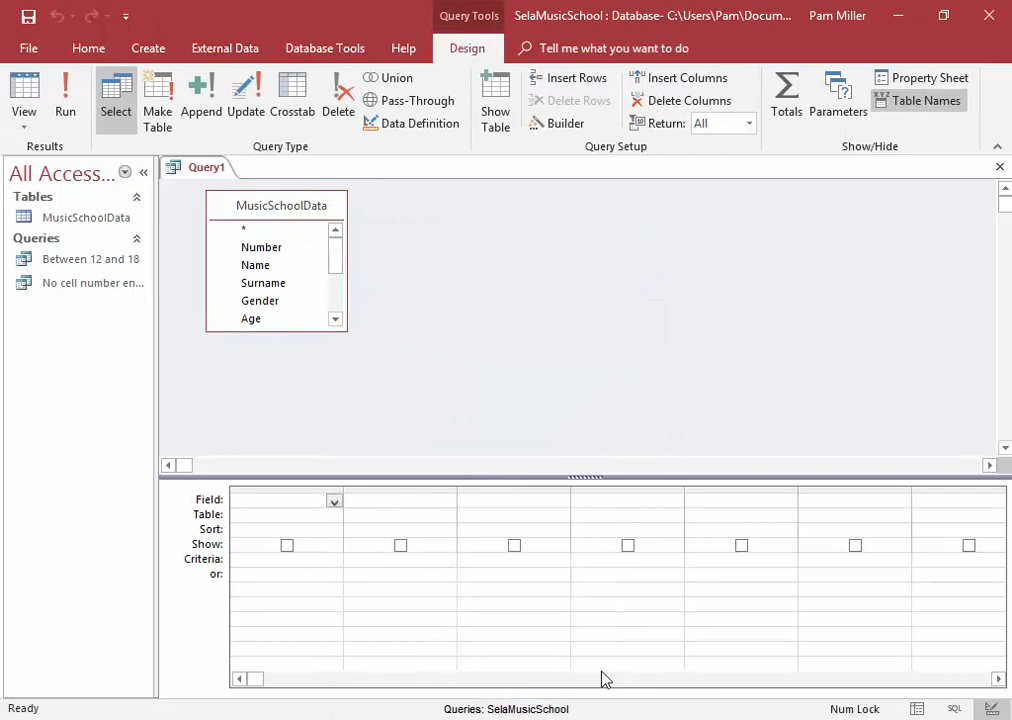 Query Tools
SelaMusicSchool : Database- C:\Users\Pam\Docum...
Pam Miller
File
Home
Create
External Data
Database Tools
Help
Design
Tell me what you want to do
View
Run
Select
Make Table
Append
Update
Crosstab
Delete
Union
Pass-Through
Data Definition
Show Table
Insert Rows
Delete Rows
Builder
Insert Columns
Delete Columns
Return: All
Totals
Parameters
Property Sheet
XYZ Table Names
Results
Query Type
Query Setup
Show/Hide
All Access...
Tables
MusicSchoolData
Queries
Between 12 and 18
No cell number en...
Query1
MusicSchoolData
*
Number
Name
Surname
Gender
Age
Field:
Table:
Sort:
Show:
Criteria:
or:
Ready
Queries: SelaMusicSchool
Num Lock
SQL